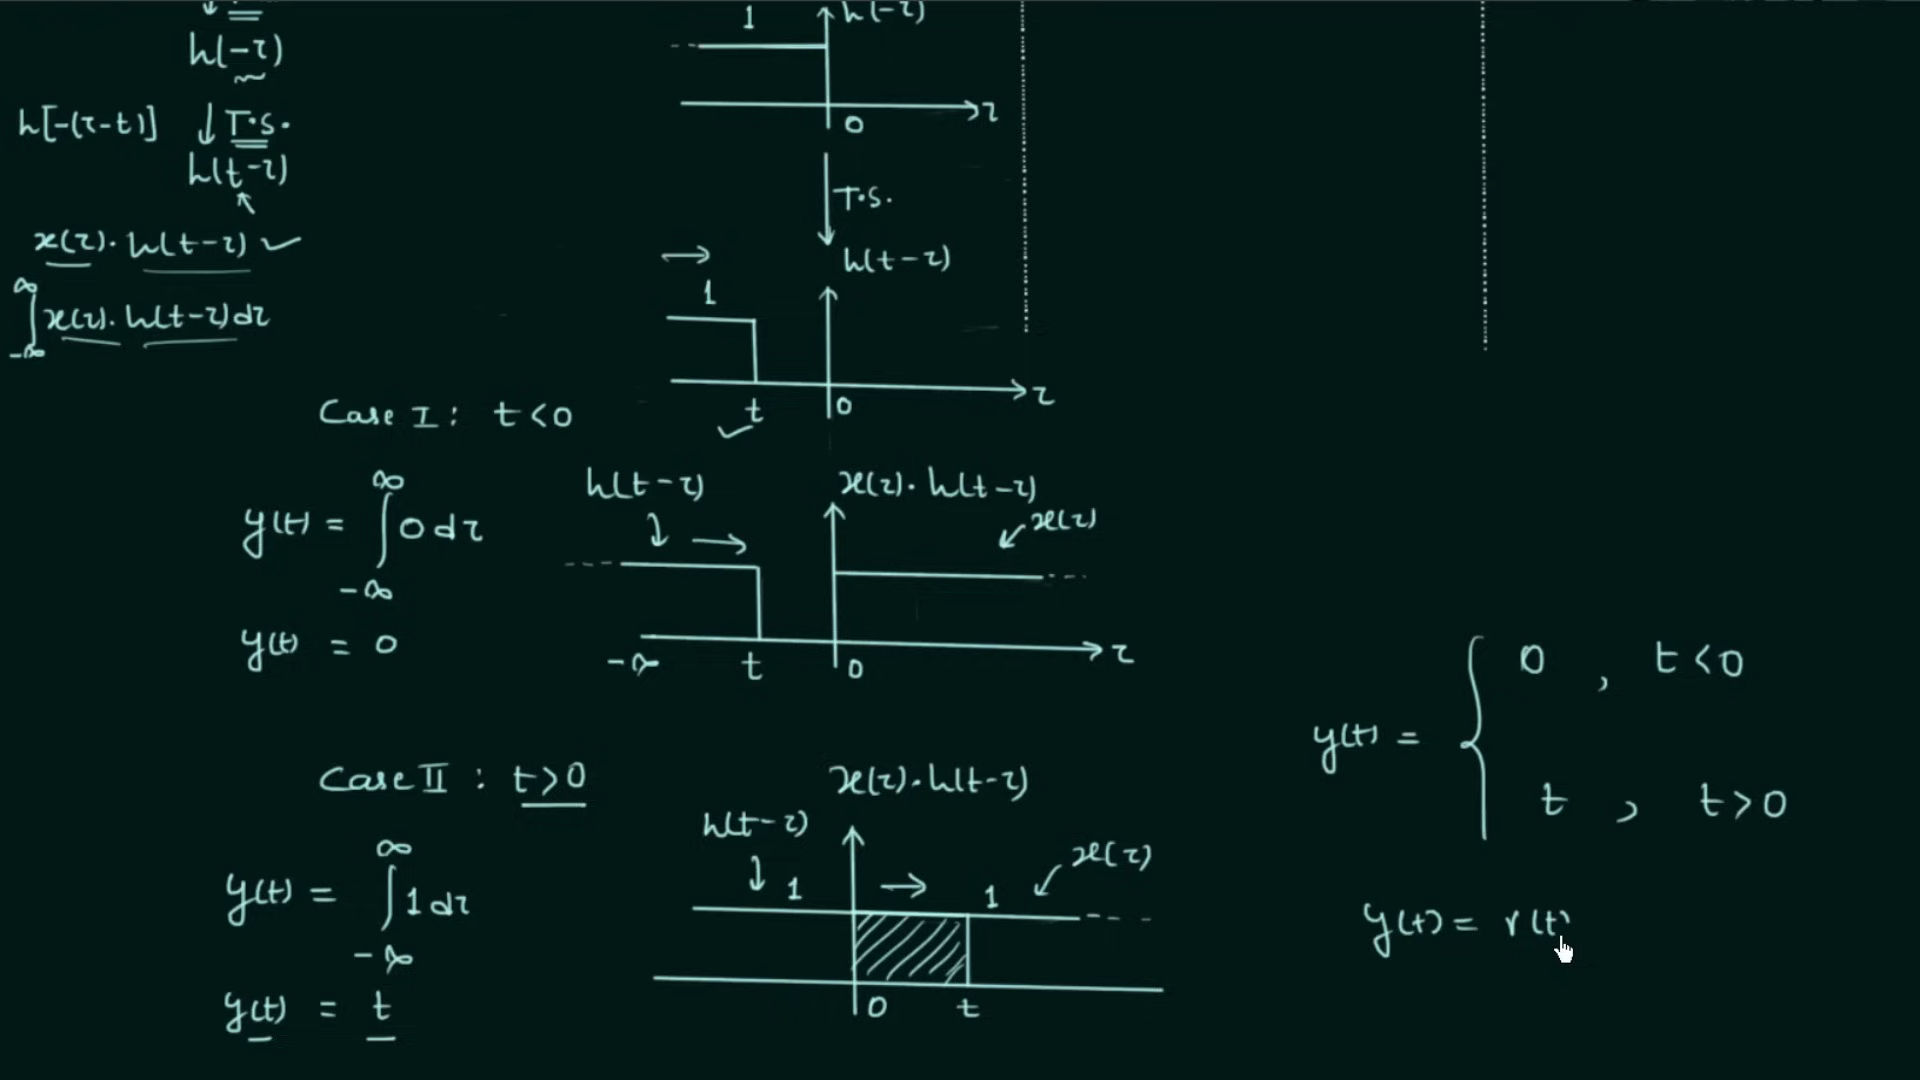 h(-τ)
h[-(τ-t)] ↓ T.S.
h(t-τ)
x(τ). h(t-τ) ✓
∞
∫ x(τ). h(t-τ) dτ
-∞
1 h(-τ)
0 τ
T.S.
h(t-τ)
1
t 0 τ
Case I : t < 0
∞
y(t) = ∫ 0 dτ
-∞
y(t) = 0
h(t-τ) x(τ). h(t-τ)
x(τ)
-∞ t 0 τ
Case II : t > 0
∞
y(t) = ∫ 1 dτ
-∞
y(t) = t
x(τ). h(t-τ)
h(t-τ)
x(τ)
1 1
0 t
y(t) = { 0 , t < 0
t , t > 0
y(t) = r(t)